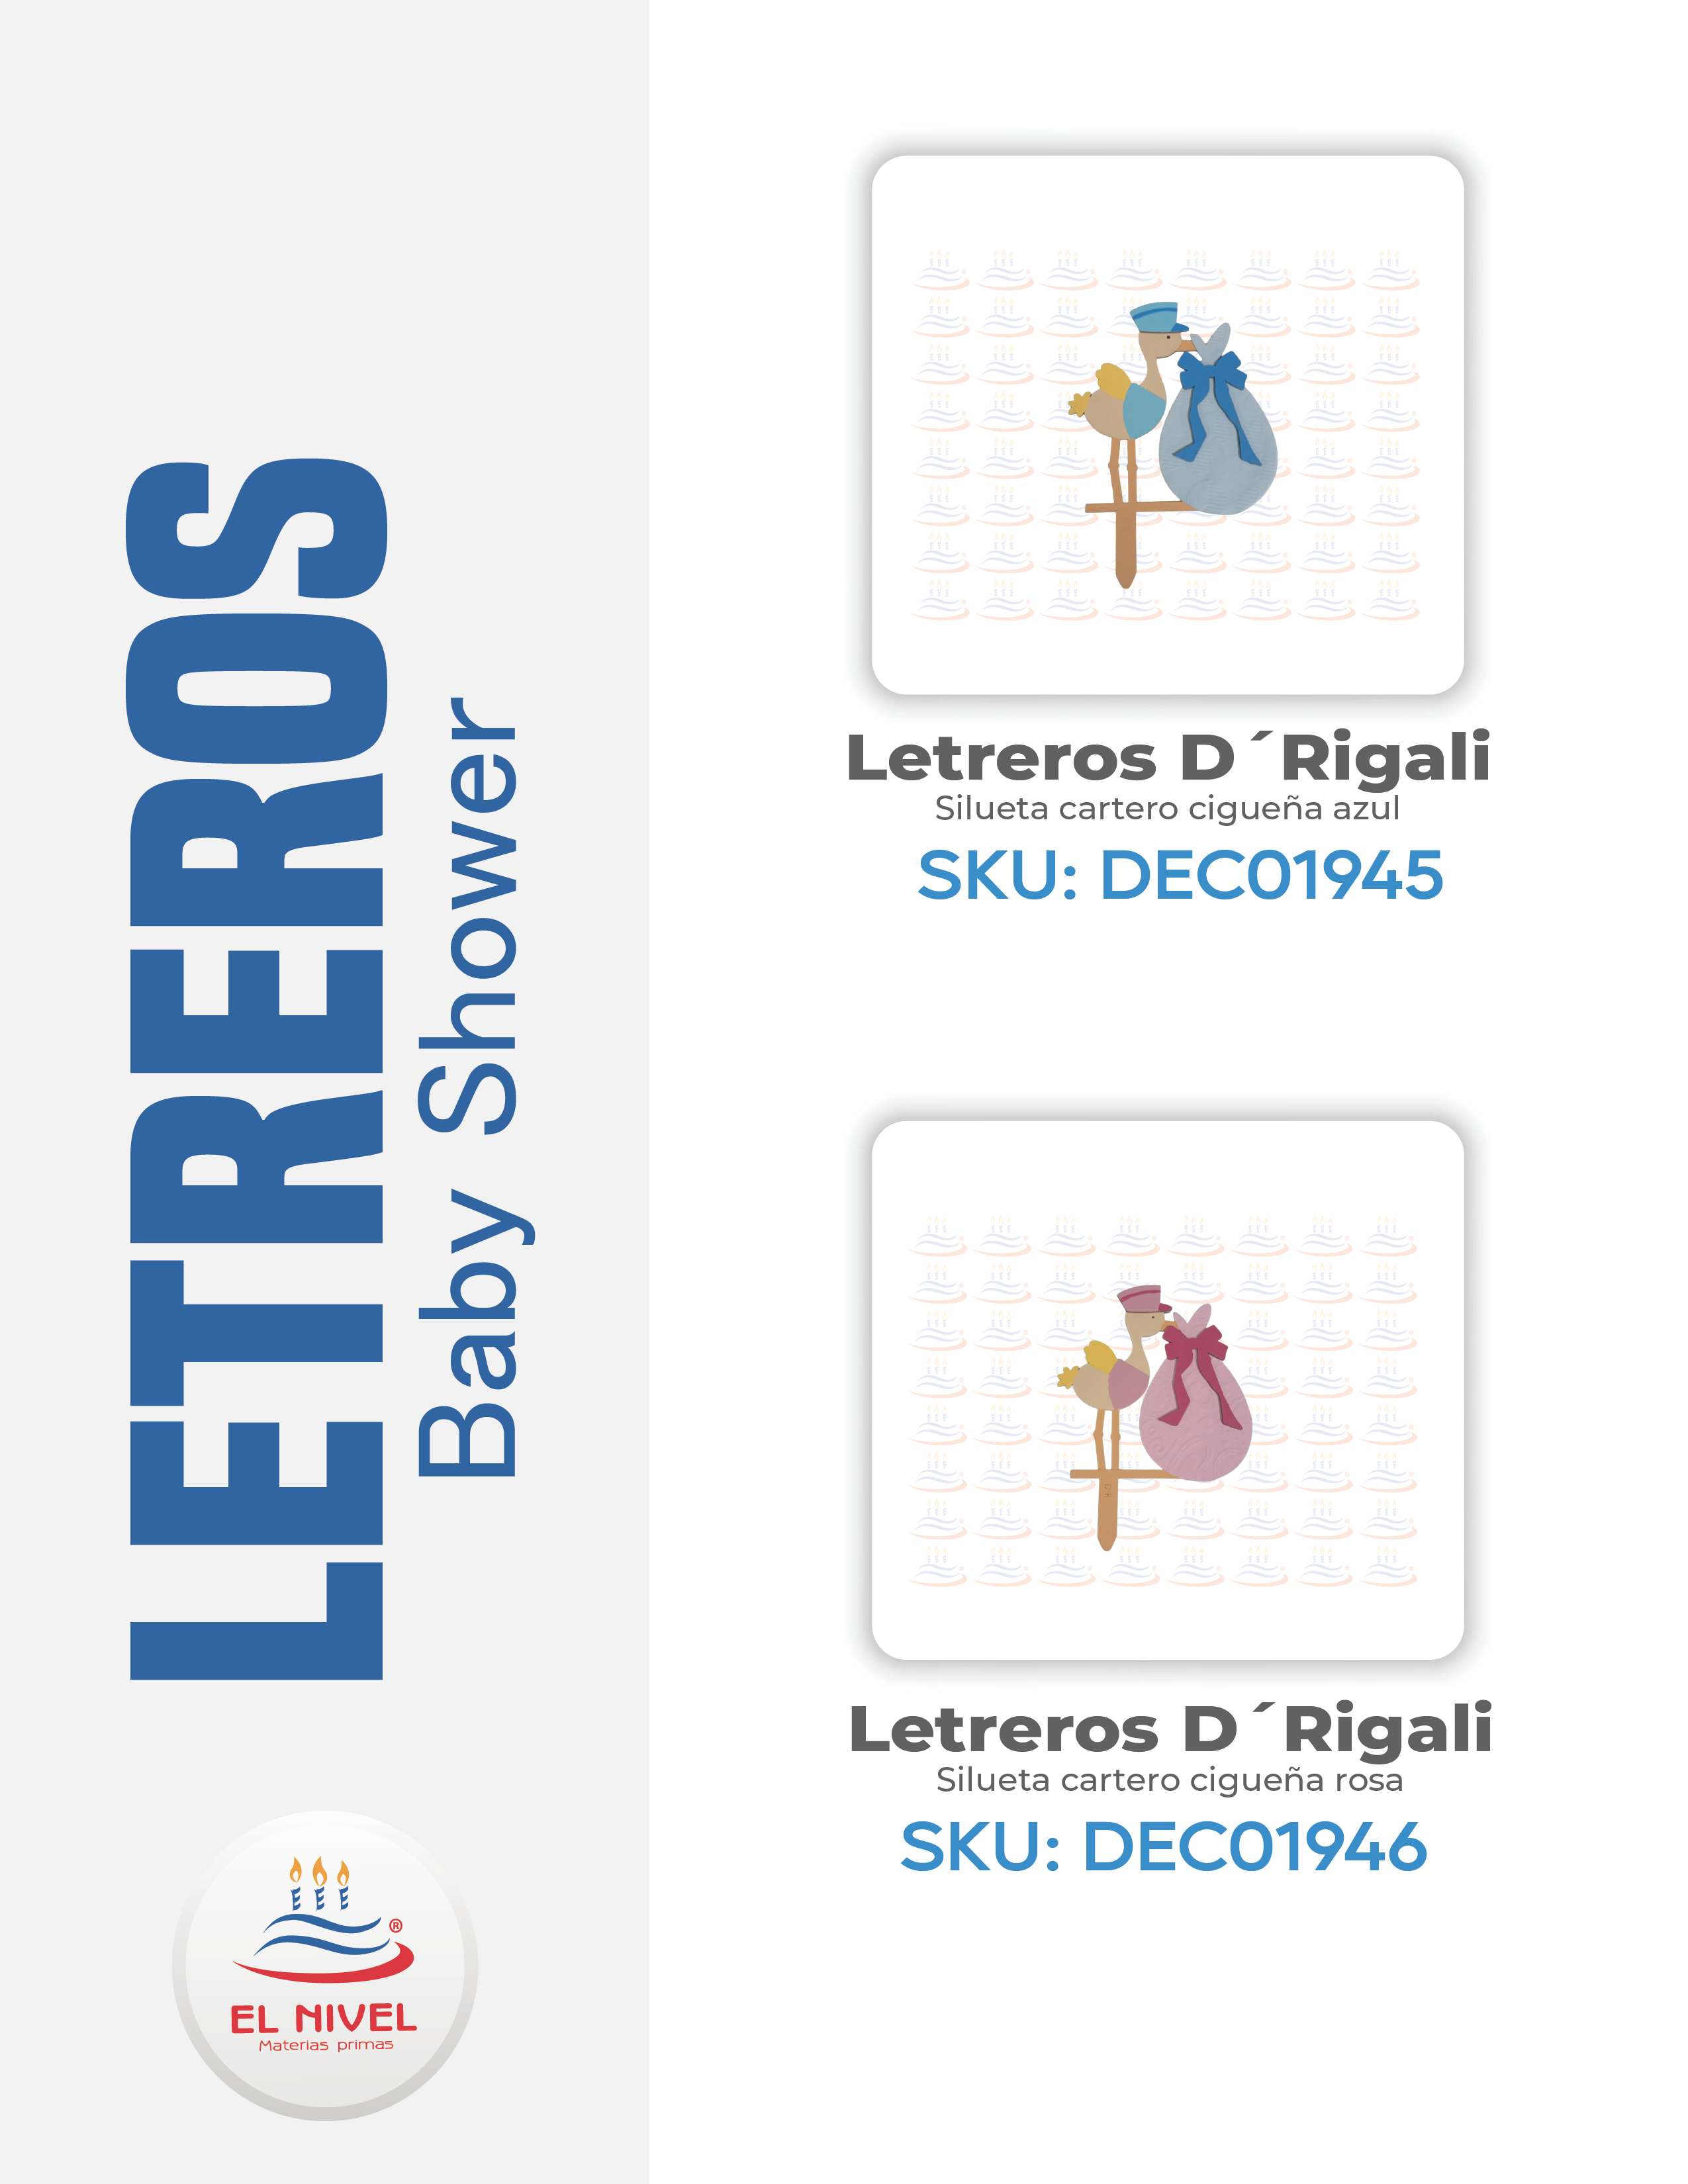 LETREROS
Baby Shower
Letreros D´Rigali
Silueta cartero cigueña azul
SKU: DEC01945
Letreros D´Rigali
Silueta cartero cigueña rosa
SKU: DEC01946
®
EL NIVEL
Materias primas